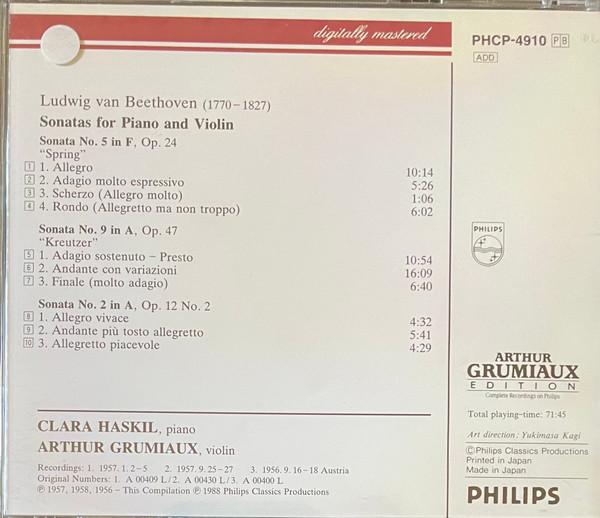 digitally mastered
PHCP-4910 PB
ADD
Ludwig van Beethoven (1770–1827)
Sonatas for Piano and Violin
Sonata No. 5 in F, Op. 24
“Spring”
1 1. Allegro 10:14
2 2. Adagio molto espressivo 5:26
3 3. Scherzo (Allegro molto) 1:06
4 4. Rondo (Allegretto ma non troppo) 6:02
Sonata No. 9 in A, Op. 47
“Kreutzer”
5 1. Adagio sostenuto – Presto 10:54
6 2. Andante con variazioni 16:09
7 3. Finale (molto adagio) 6:40
Sonata No. 2 in A, Op. 12 No. 2
8 1. Allegro vivace 4:32
9 2. Andante più tosto allegretto 5:41
10 3. Allegretto piacevole 4:29
CLARA HASKIL, piano
ARTHUR GRUMIAUX, violin
Recordings: 1. 1957. 1. 2–5 2. 1957. 9. 25–27 3. 1956. 9. 16–18 Austria
Original Numbers: 1. A 00409 L / 2. A 00430 L / 3. A 00400 L
Ⓟ 1957, 1958, 1956 – This Compilation Ⓟ 1988 Philips Classics Productions
PHILIPS
ARTHUR
GRUMIAUX
EDITION
Complete Recordings on Philips
Total playing-time: 71:45
Art direction: Yukimasa Kagi
©Philips Classics Productions
Printed in Japan
Made in Japan
PHILIPS